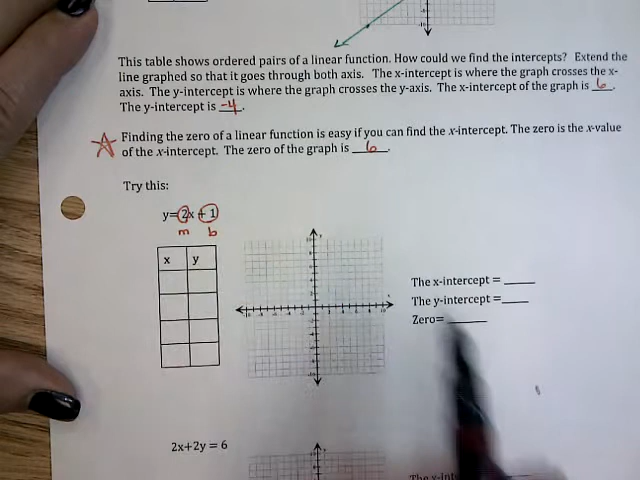 This table shows ordered pairs of a linear function. How could we find the intercepts? Extend the
line graphed so that it goes through both axis. The x-intercept is where the graph crosses the x-
axis. The y-intercept is where the graph crosses the y-axis. The x-intercept of the graph is 6.
The y-intercept is -4.
Finding the zero of a linear function is easy if you can find the x-intercept. The zero is the x-value
of the x-intercept. The zero of the graph is 6.
Try this:
y=2x + 1
m b
x y
The x-intercept = ____
The y-intercept =____
Zero= ____
2x+2y = 6